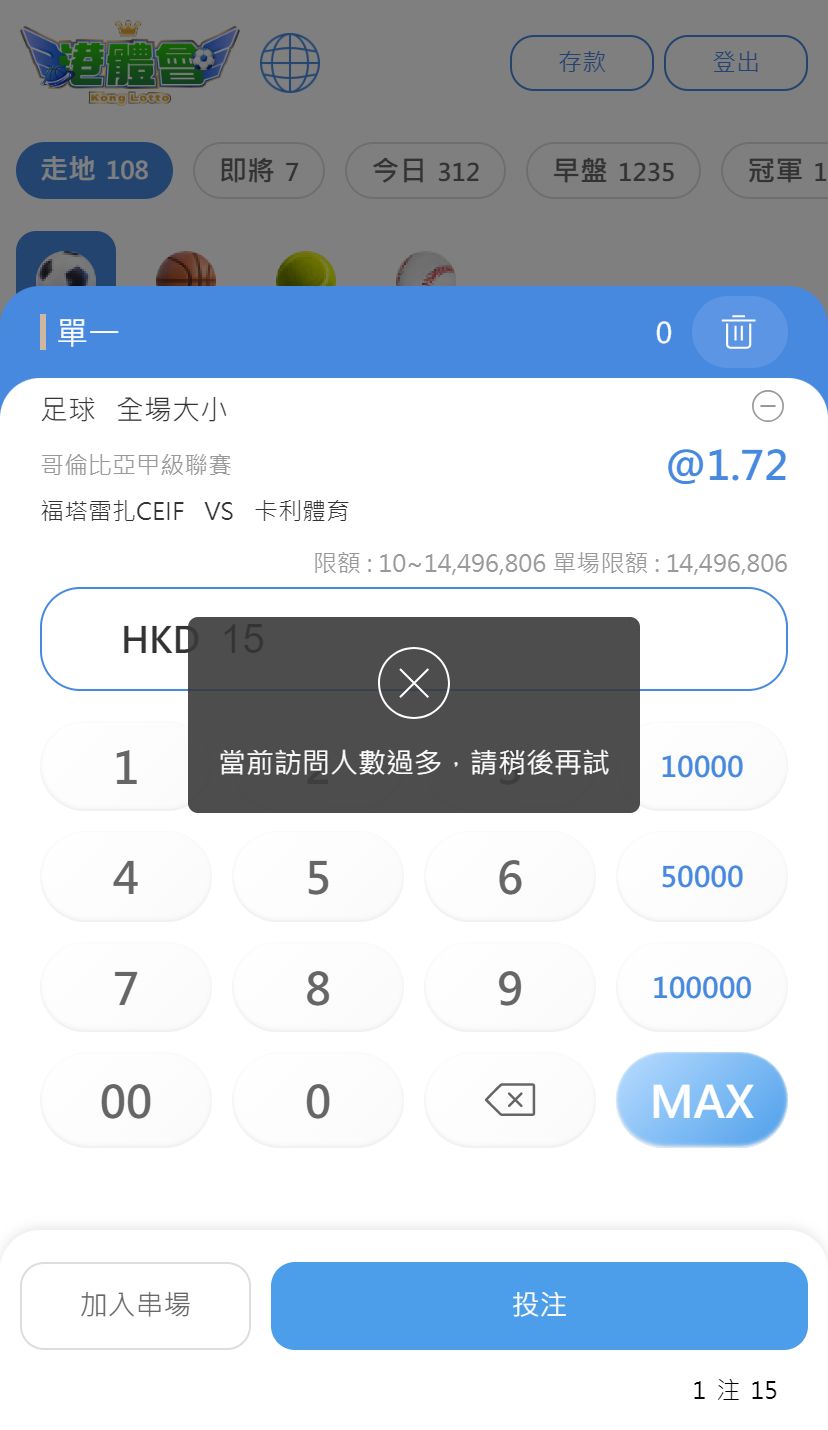 港體會
Kong Lotto
存款 登出
走地 108 即將 7 今日 312 早盤 1235 冠軍 1
單一 0
足球 全場大小
哥倫比亞甲級聯賽 @1.72
福塔雷扎CEIF VS 卡利體育
限額 : 10~14,496,806 單場限額 : 14,496,806
HKD 15
當前訪問人數過多，請稍後再試
1 2 3 10000
4 5 6 50000
7 8 9 100000
00 0 MAX
加入串場 投注
1 注 15